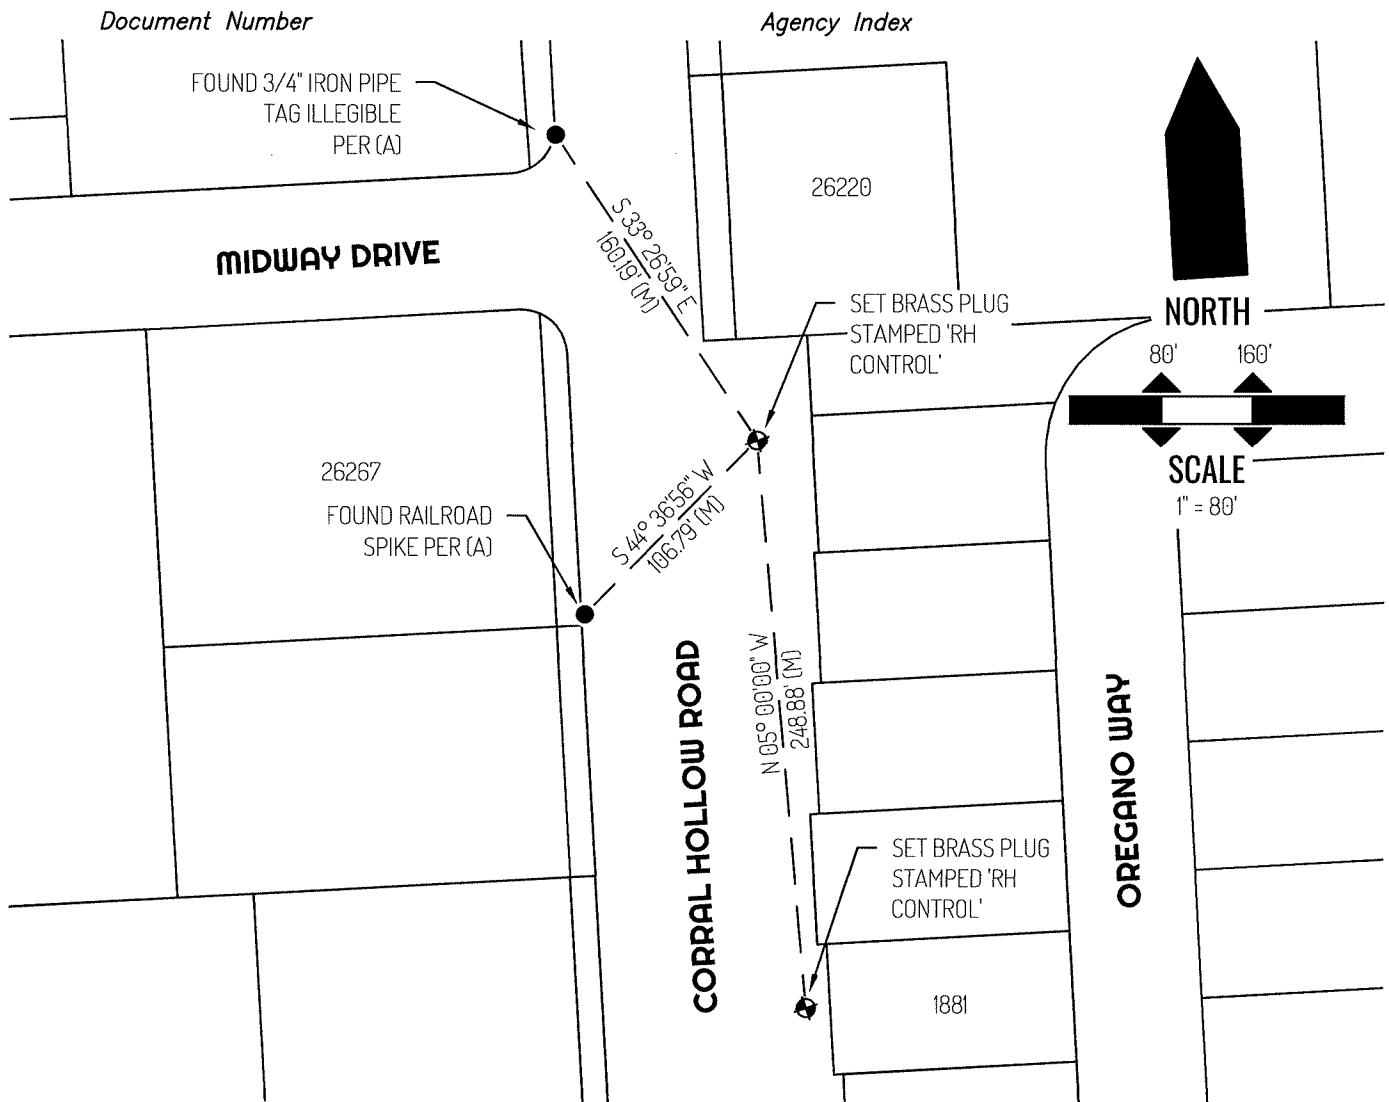 Document Number
Agency Index
FOUND 3/4" IRON PIPE
TAG ILLEGIBLE
PER (A)
26220
S 33° 26'59" E
160.19' (M)
MIDWAY DRIVE
SET BRASS PLUG
STAMPED 'RH
CONTROL'
NORTH
80'
160'
SCALE
1" = 80'
26267
FOUND RAILROAD
SPIKE PER (A)
S 44° 36'56" W
106.79' (M)
N 05° 00'00" W
248.88' (M)
CORRAL HOLLOW ROAD
OREGANO WAY
SET BRASS PLUG
STAMPED 'RH
CONTROL'
1881